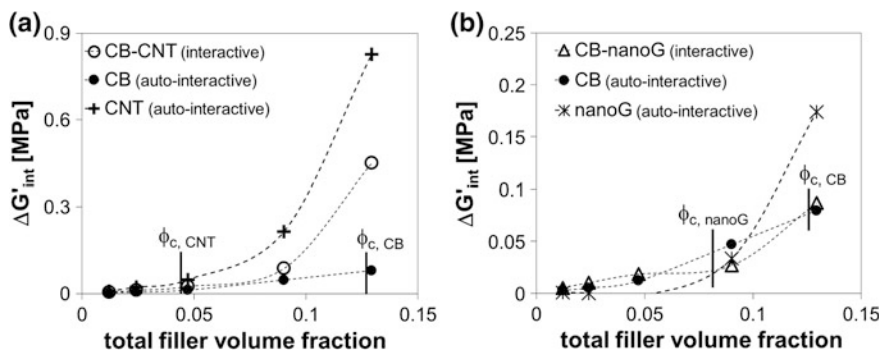 (a)
0.9
0.6
0.3
0
ΔG'int [MPa]
CB-CNT (interactive)
CB (auto-interactive)
CNT (auto-interactive)
ϕc, CNT
ϕc, CB
0 0.05 0.1 0.15
total filler volume fraction
(b)
0.25
0.2
0.15
0.1
0.05
0
ΔG'int [MPa]
CB-nanoG (interactive)
CB (auto-interactive)
nanoG (auto-interactive)
ϕc, CB
ϕc, nanoG
0 0.05 0.1 0.15
total filler volume fraction